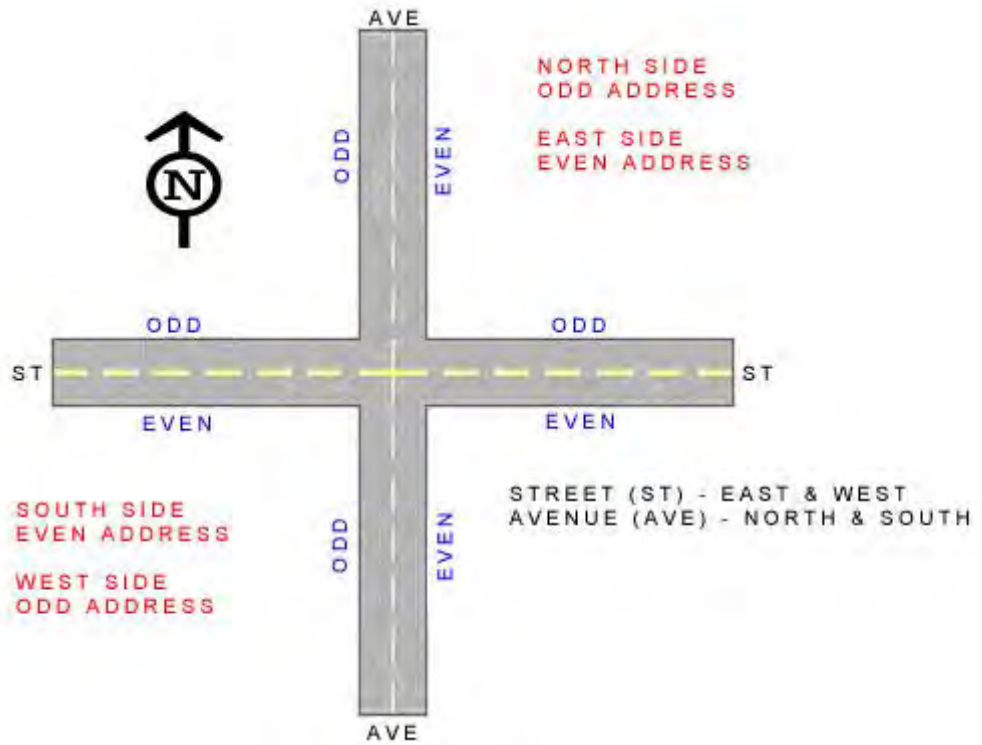 AVE
NORTH SIDE
ODD ADDRESS
EAST SIDE
EVEN ADDRESS
ODD
EVEN
N
ODD
ODD
ST
ST
EVEN
EVEN
STREET (ST) - EAST & WEST
AVENUE (AVE) - NORTH & SOUTH
SOUTH SIDE
EVEN ADDRESS
WEST SIDE
ODD ADDRESS
ODD
EVEN
AVE